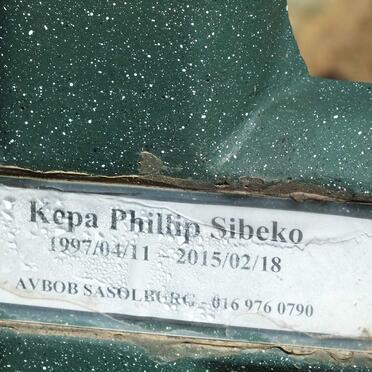 Kepa Phillip Sibeko
1997/04/11 - 2015/02/18
AVBOB SASOLBURG - 016 976 0790